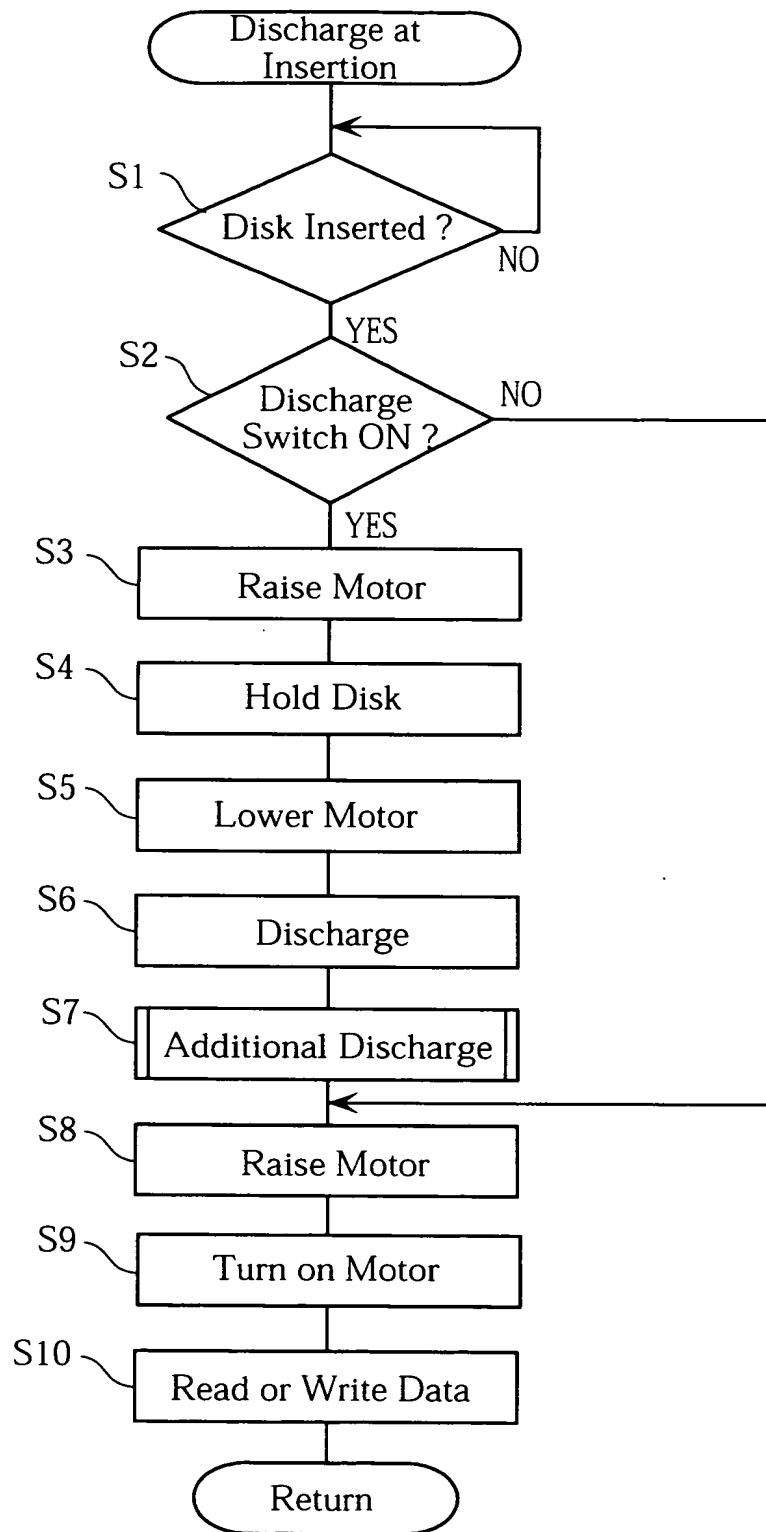 Discharge at
Insertion
S1
Disk Inserted ?
NO
YES
S2
Discharge
Switch ON ?
NO
YES
S3
Raise Motor
S4
Hold Disk
S5
Lower Motor
S6
Discharge
S7
Additional Discharge
S8
Raise Motor
S9
Turn on Motor
S10
Read or Write Data
Return